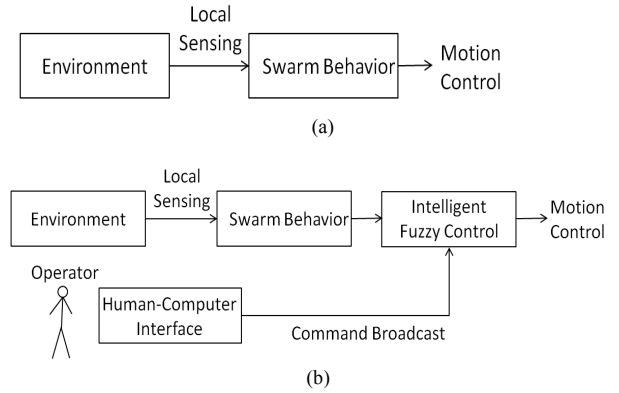 Local
Sensing
Environment
Swarm Behavior
Motion
Control
(a)
Local
Sensing
Environment
Swarm Behavior
Intelligent
Fuzzy Control
Motion
Control
Operator
Human-Computer
Interface
Command Broadcast
(b)